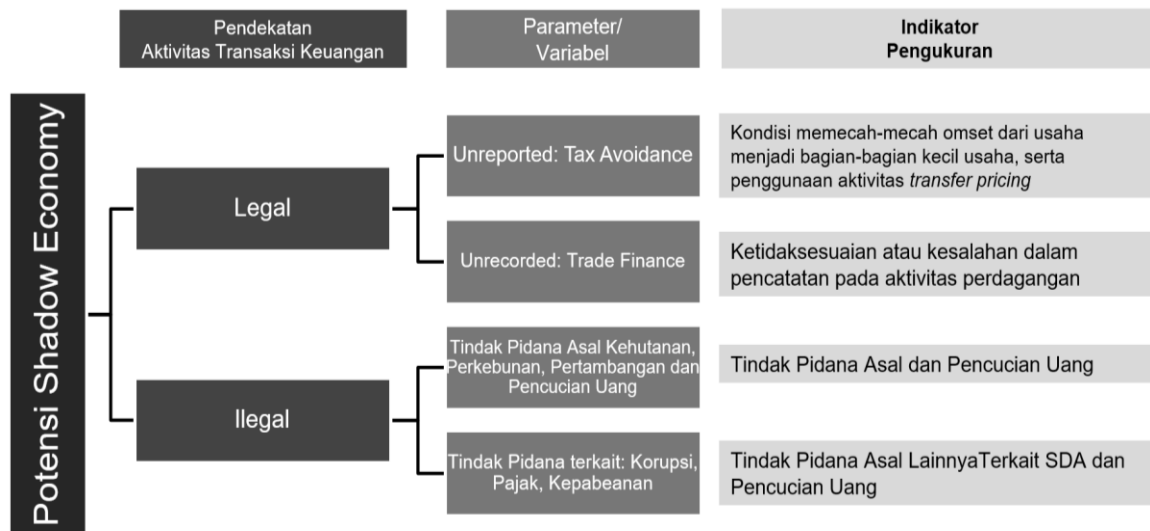 Pendekatan
Aktivitas Transaksi Keuangan
Parameter/
Variabel
Indikator
Pengukuran
Potensi Shadow Economy
Legal
Unreported: Tax Avoidance
Kondisi memecah-mecah omset dari usaha
menjadi bagian-bagian kecil usaha, serta
penggunaan aktivitas transfer pricing
Unrecorded: Trade Finance
Ketidaksesuaian atau kesalahan dalam
pencatatan pada aktivitas perdagangan
Ilegal
Tindak Pidana Asal Kehutanan,
Perkebunan, Pertambangan dan
Pencucian Uang
Tindak Pidana Asal dan Pencucian Uang
Tindak Pidana terkait: Korupsi,
Pajak, Kepabeanan
Tindak Pidana Asal LainnyaTerkait SDA dan
Pencucian Uang